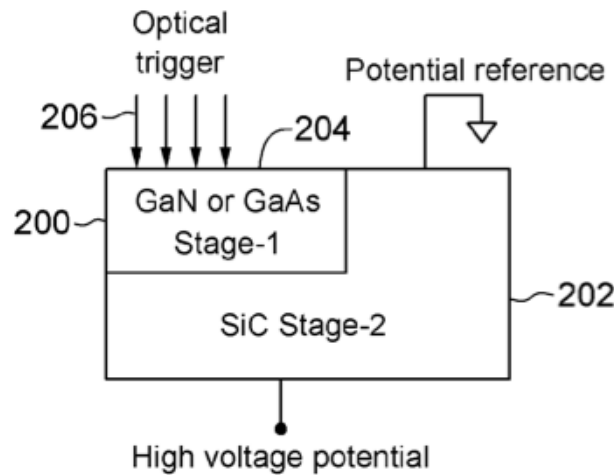 Optical
trigger
Potential reference
206
204
GaN or GaAs
Stage-1
200
SiC Stage-2
202
High voltage potential